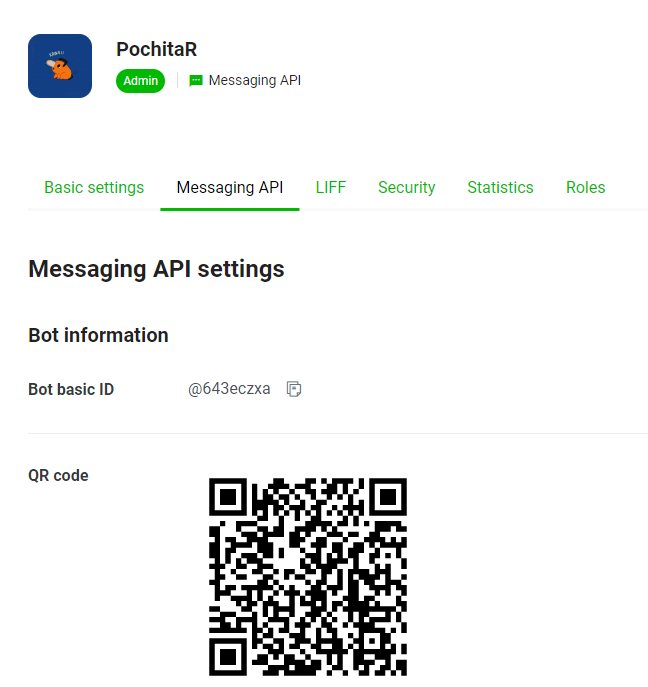 PochitaR
Admin
Messaging API
Basic settings Messaging API LIFF Security Statistics Roles
Messaging API settings
Bot information
Bot basic ID @643eczxa
QR code